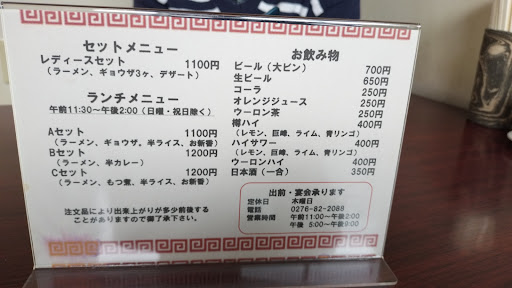 セットメニュー
レディースセット 1100円
(ラーメン、ギョウザ3ヶ、デザート)
ランチメニュー
午前11:30〜午後2:00(日曜・祝日除く)
Aセット 1100円
(ラーメン、ギョーザ。半ライス、お新香)
Bセット 1200円
(ラーメン、半カレー)
Cセット 1200円
(ラーメン、もつ煮、半ライス、お新香)
注文品により出来上がりが多少前後する
ことがありますので御了承下さい。
お飲み物
ビール(大ビン) 700円
生ビール 650円
コーラ 250円
オレンジジュース 250円
ウーロン茶 250円
樽ハイ 400円
(レモン、巨峰、ライム、青リンゴ)
ハイサワー 400円
(レモン、巨峰、ライム、青リンゴ)
ウーロンハイ 400円
日本酒(一合) 350円
出前・宴会承ります
定休日 木曜日
電話 0276-82-2088
営業時間 午前11:00〜午後2:00
午後 5:00〜午後9:00